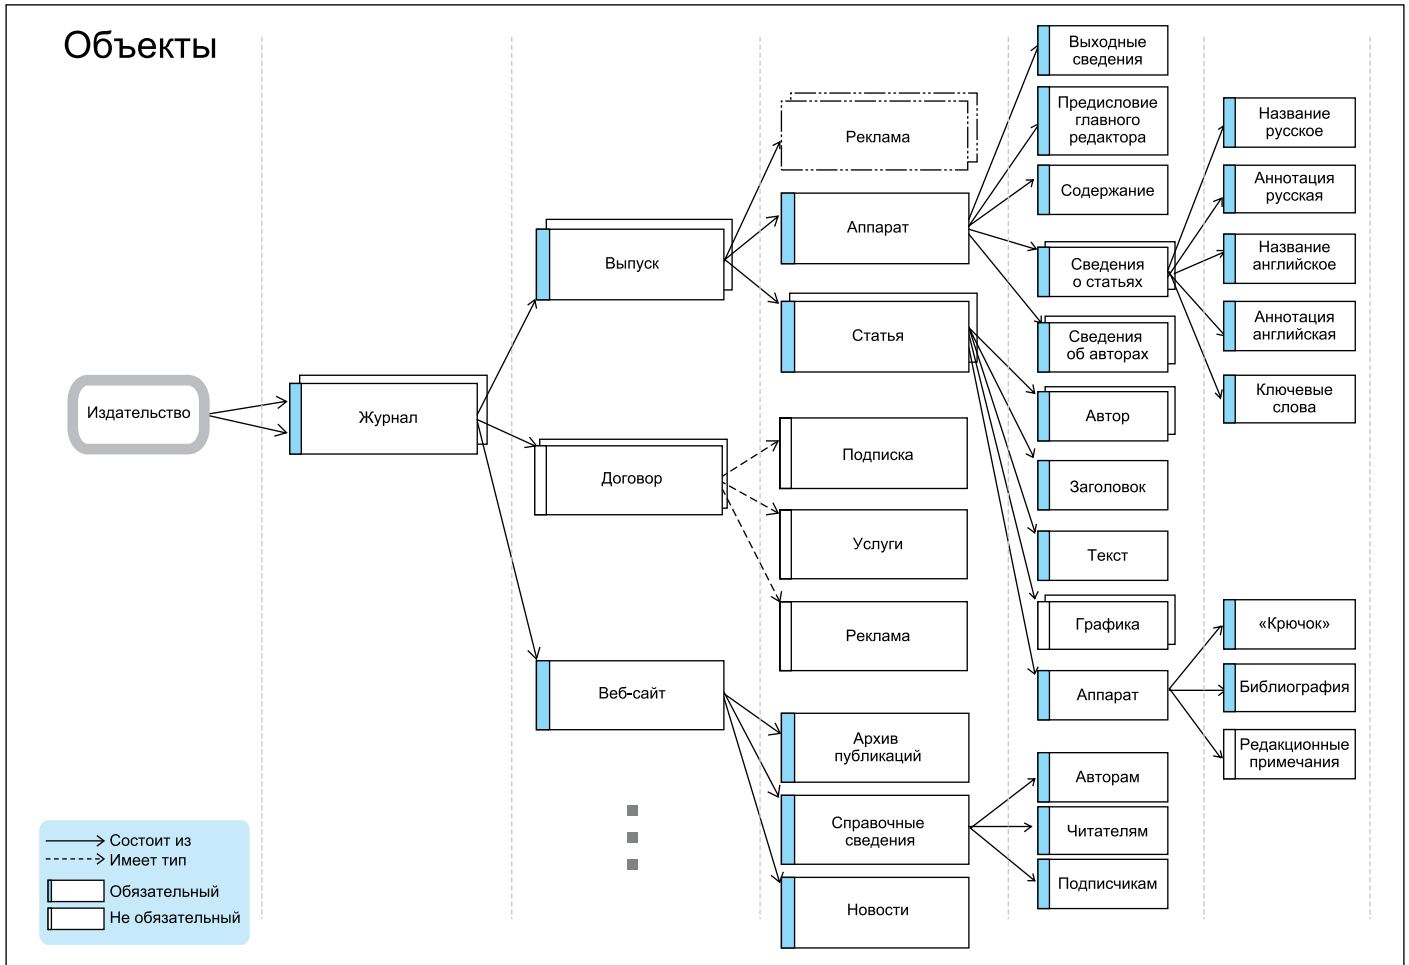 Объекты
Издательство
Журнал
Выпуск
Договор
Веб-сайт
Реклама
Аппарат
Статья
Подписка
Услуги
Реклама
Архив
публикаций
Справочные
сведения
Новости
Выходные
сведения
Предисловие
главного
редактора
Содержание
Сведения
о статьях
Сведения
об авторах
Автор
Заголовок
Текст
Графика
Аппарат
Авторам
Читателям
Подписчикам
Название
русское
Аннотация
русская
Название
английское
Аннотация
английская
Ключевые
слова
«Крючок»
Библиография
Редакционные
примечания
Состоит из
Имеет тип
Обязательный
Не обязательный